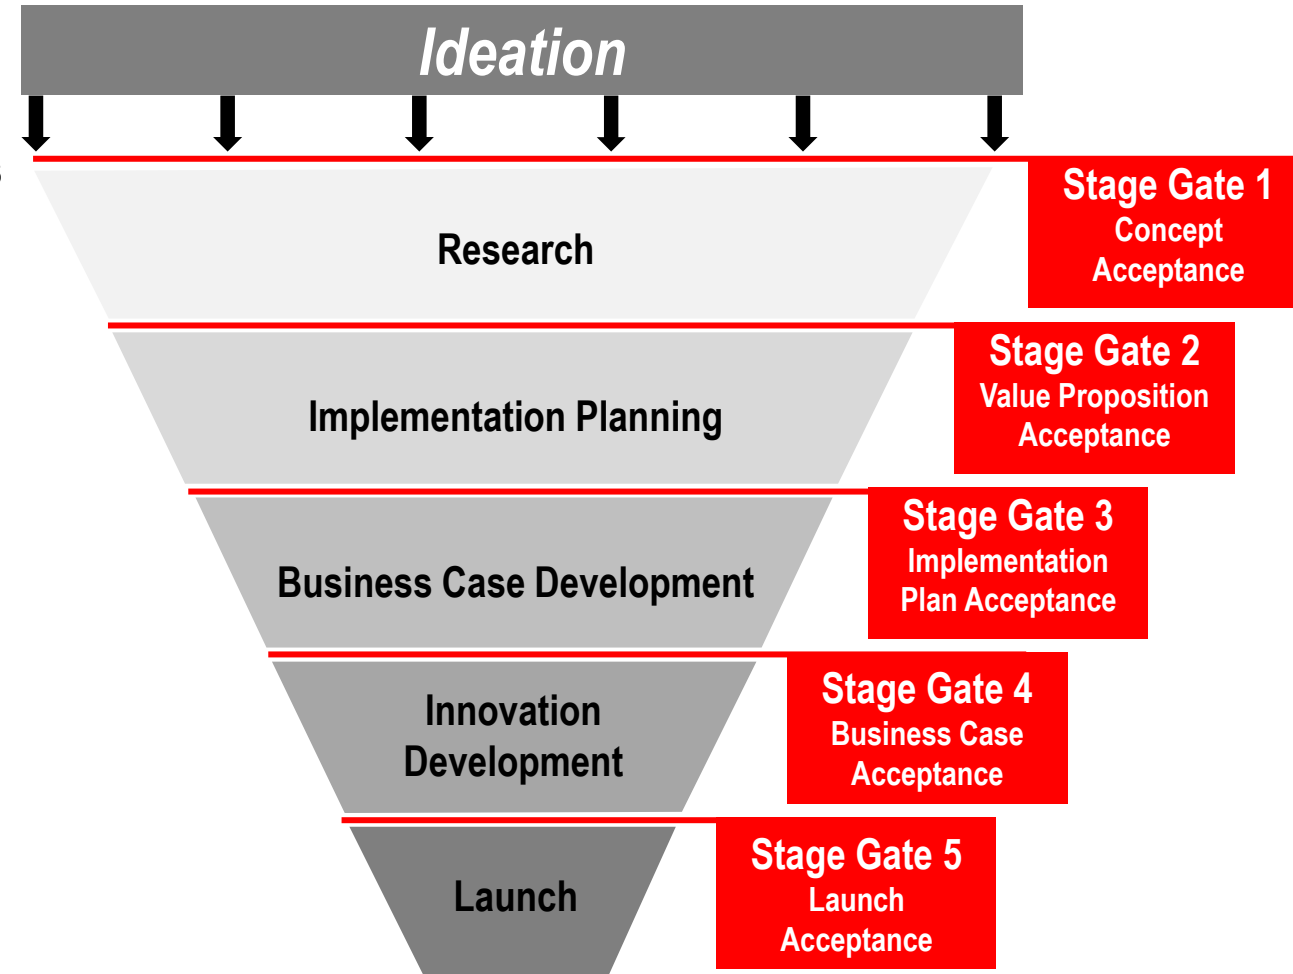 Ideation
Stage Gate 1
Concept
Acceptance
Research
Stage Gate 2
Value Proposition
Acceptance
Implementation Planning
Stage Gate 3
Implementation
Plan Acceptance
Business Case Development
Stage Gate 4
Business Case
Acceptance
Innovation
Development
Stage Gate 5
Launch
Acceptance
Launch